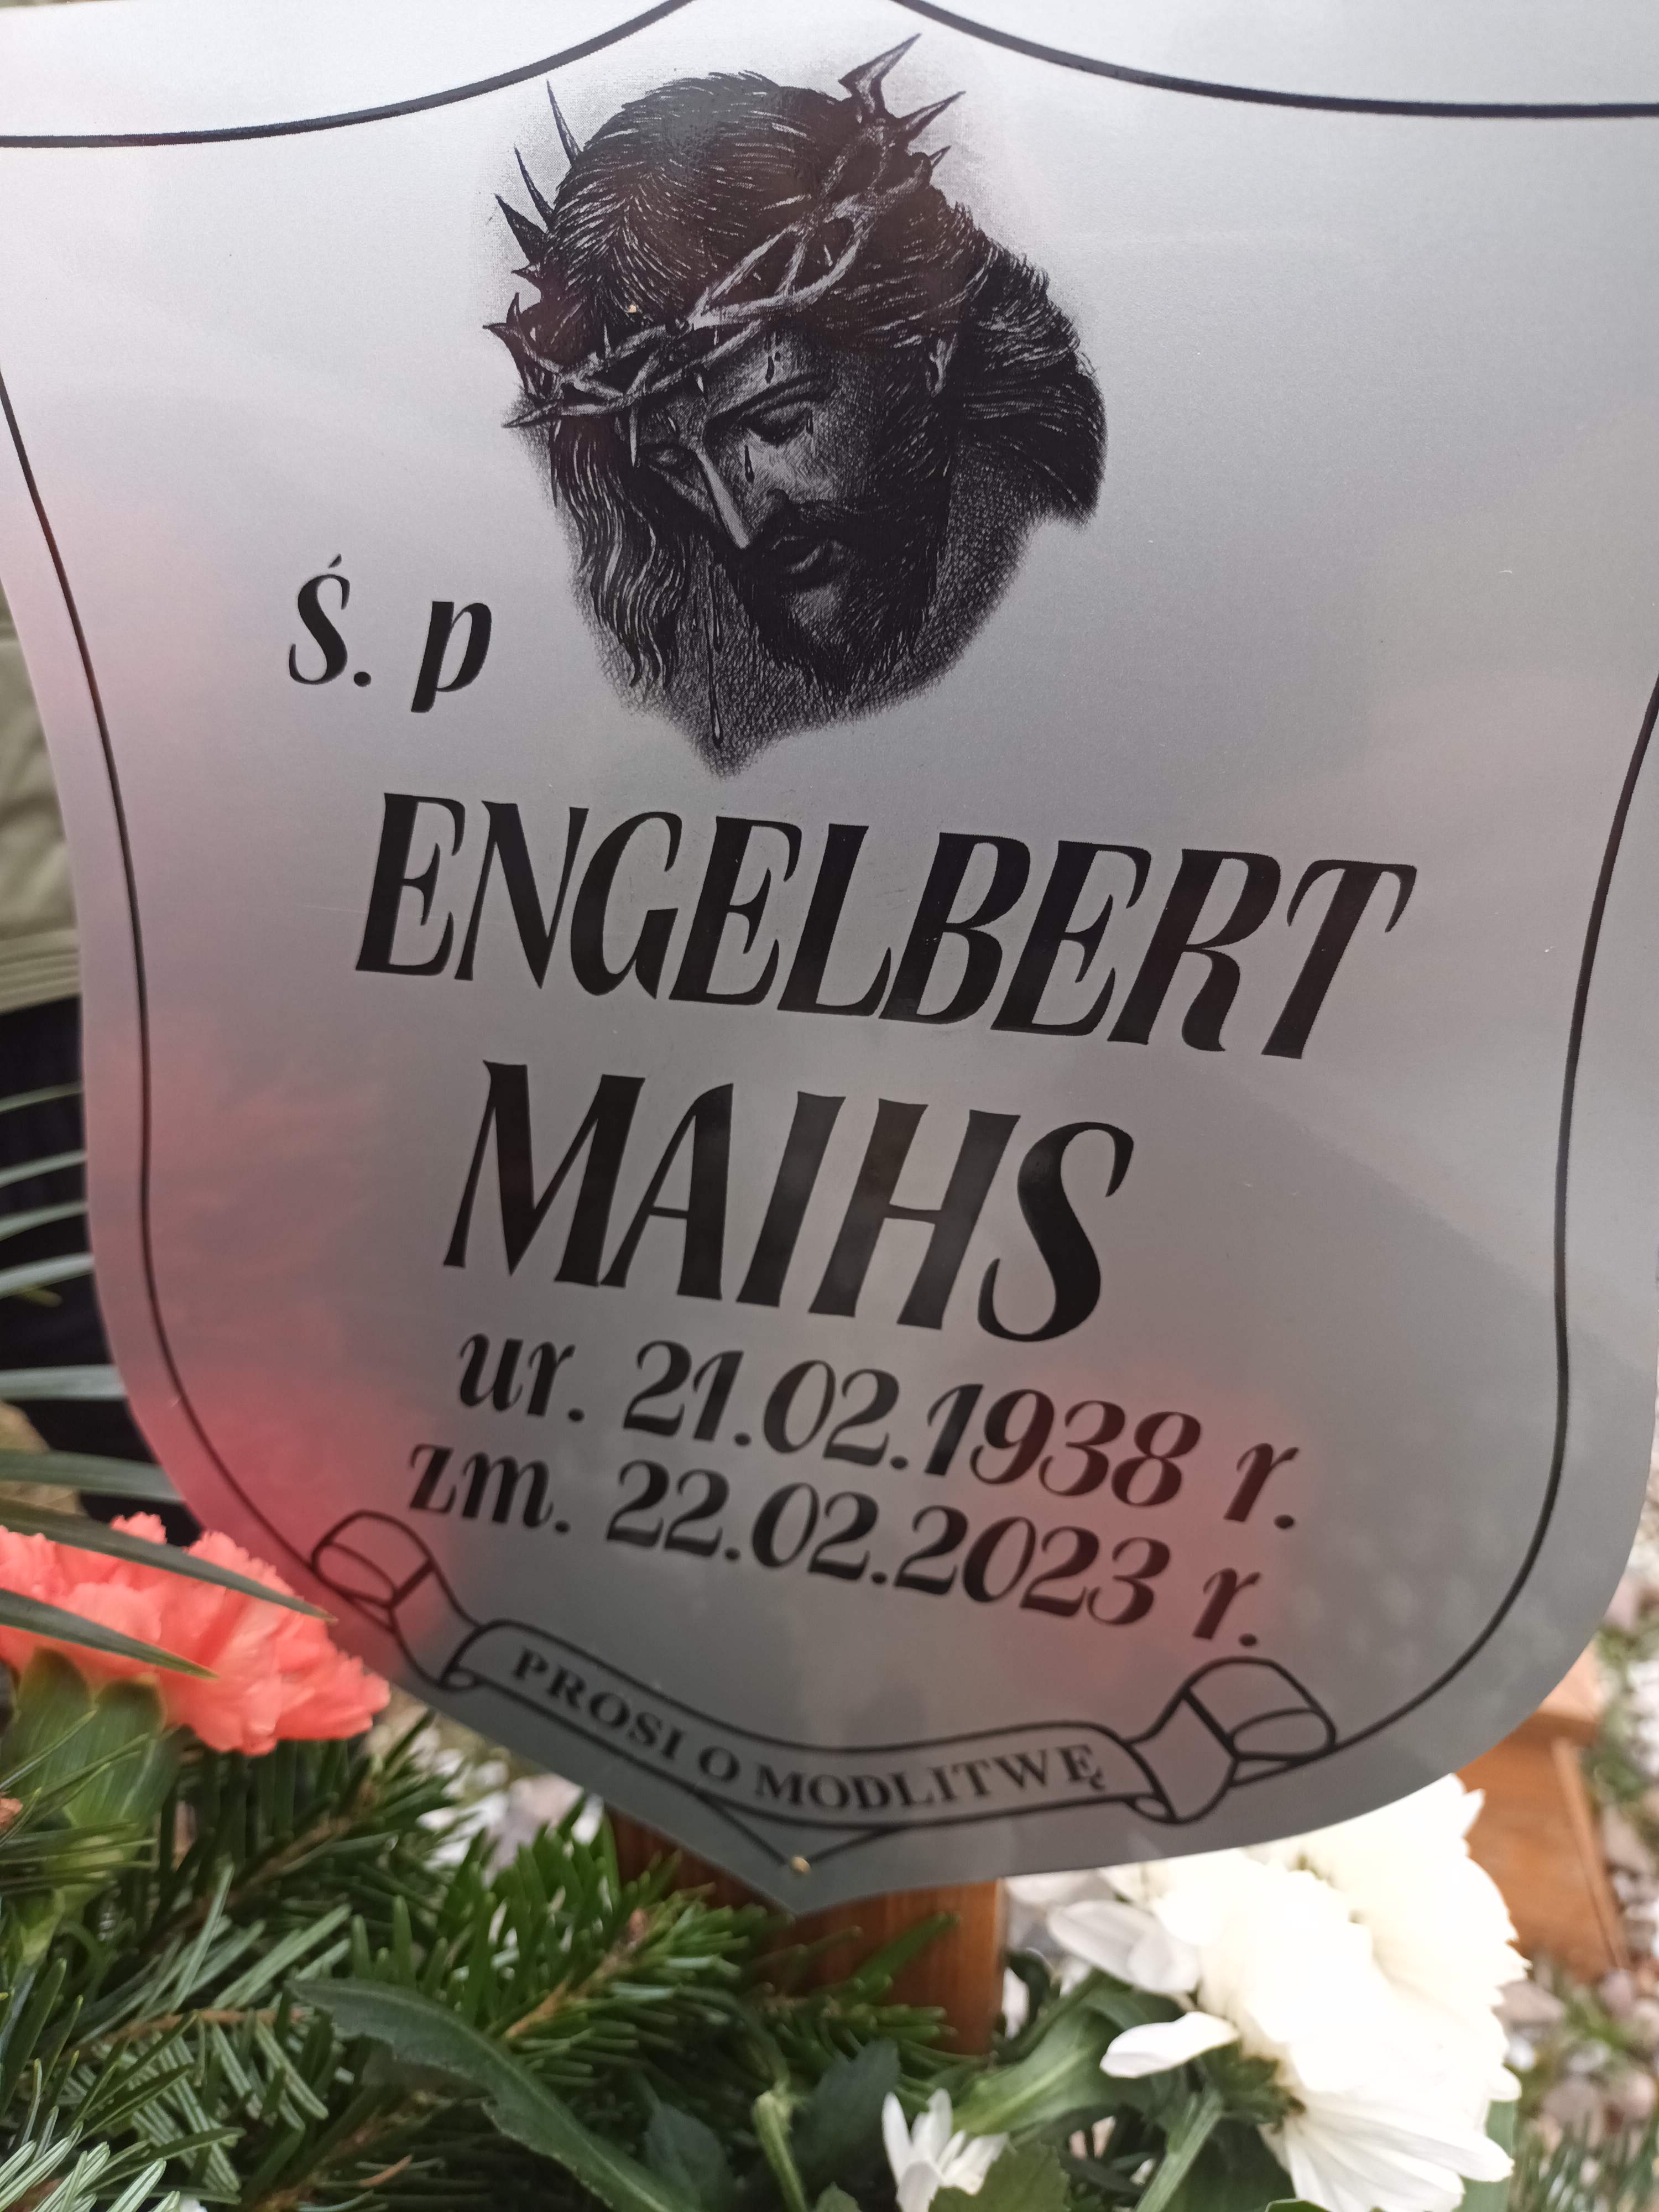 Ś. p
ENGELBERT
MAIHS
ur. 21.02.1938 r.
zm. 22.02.2023 r.
PROSI O MODLITWĘ